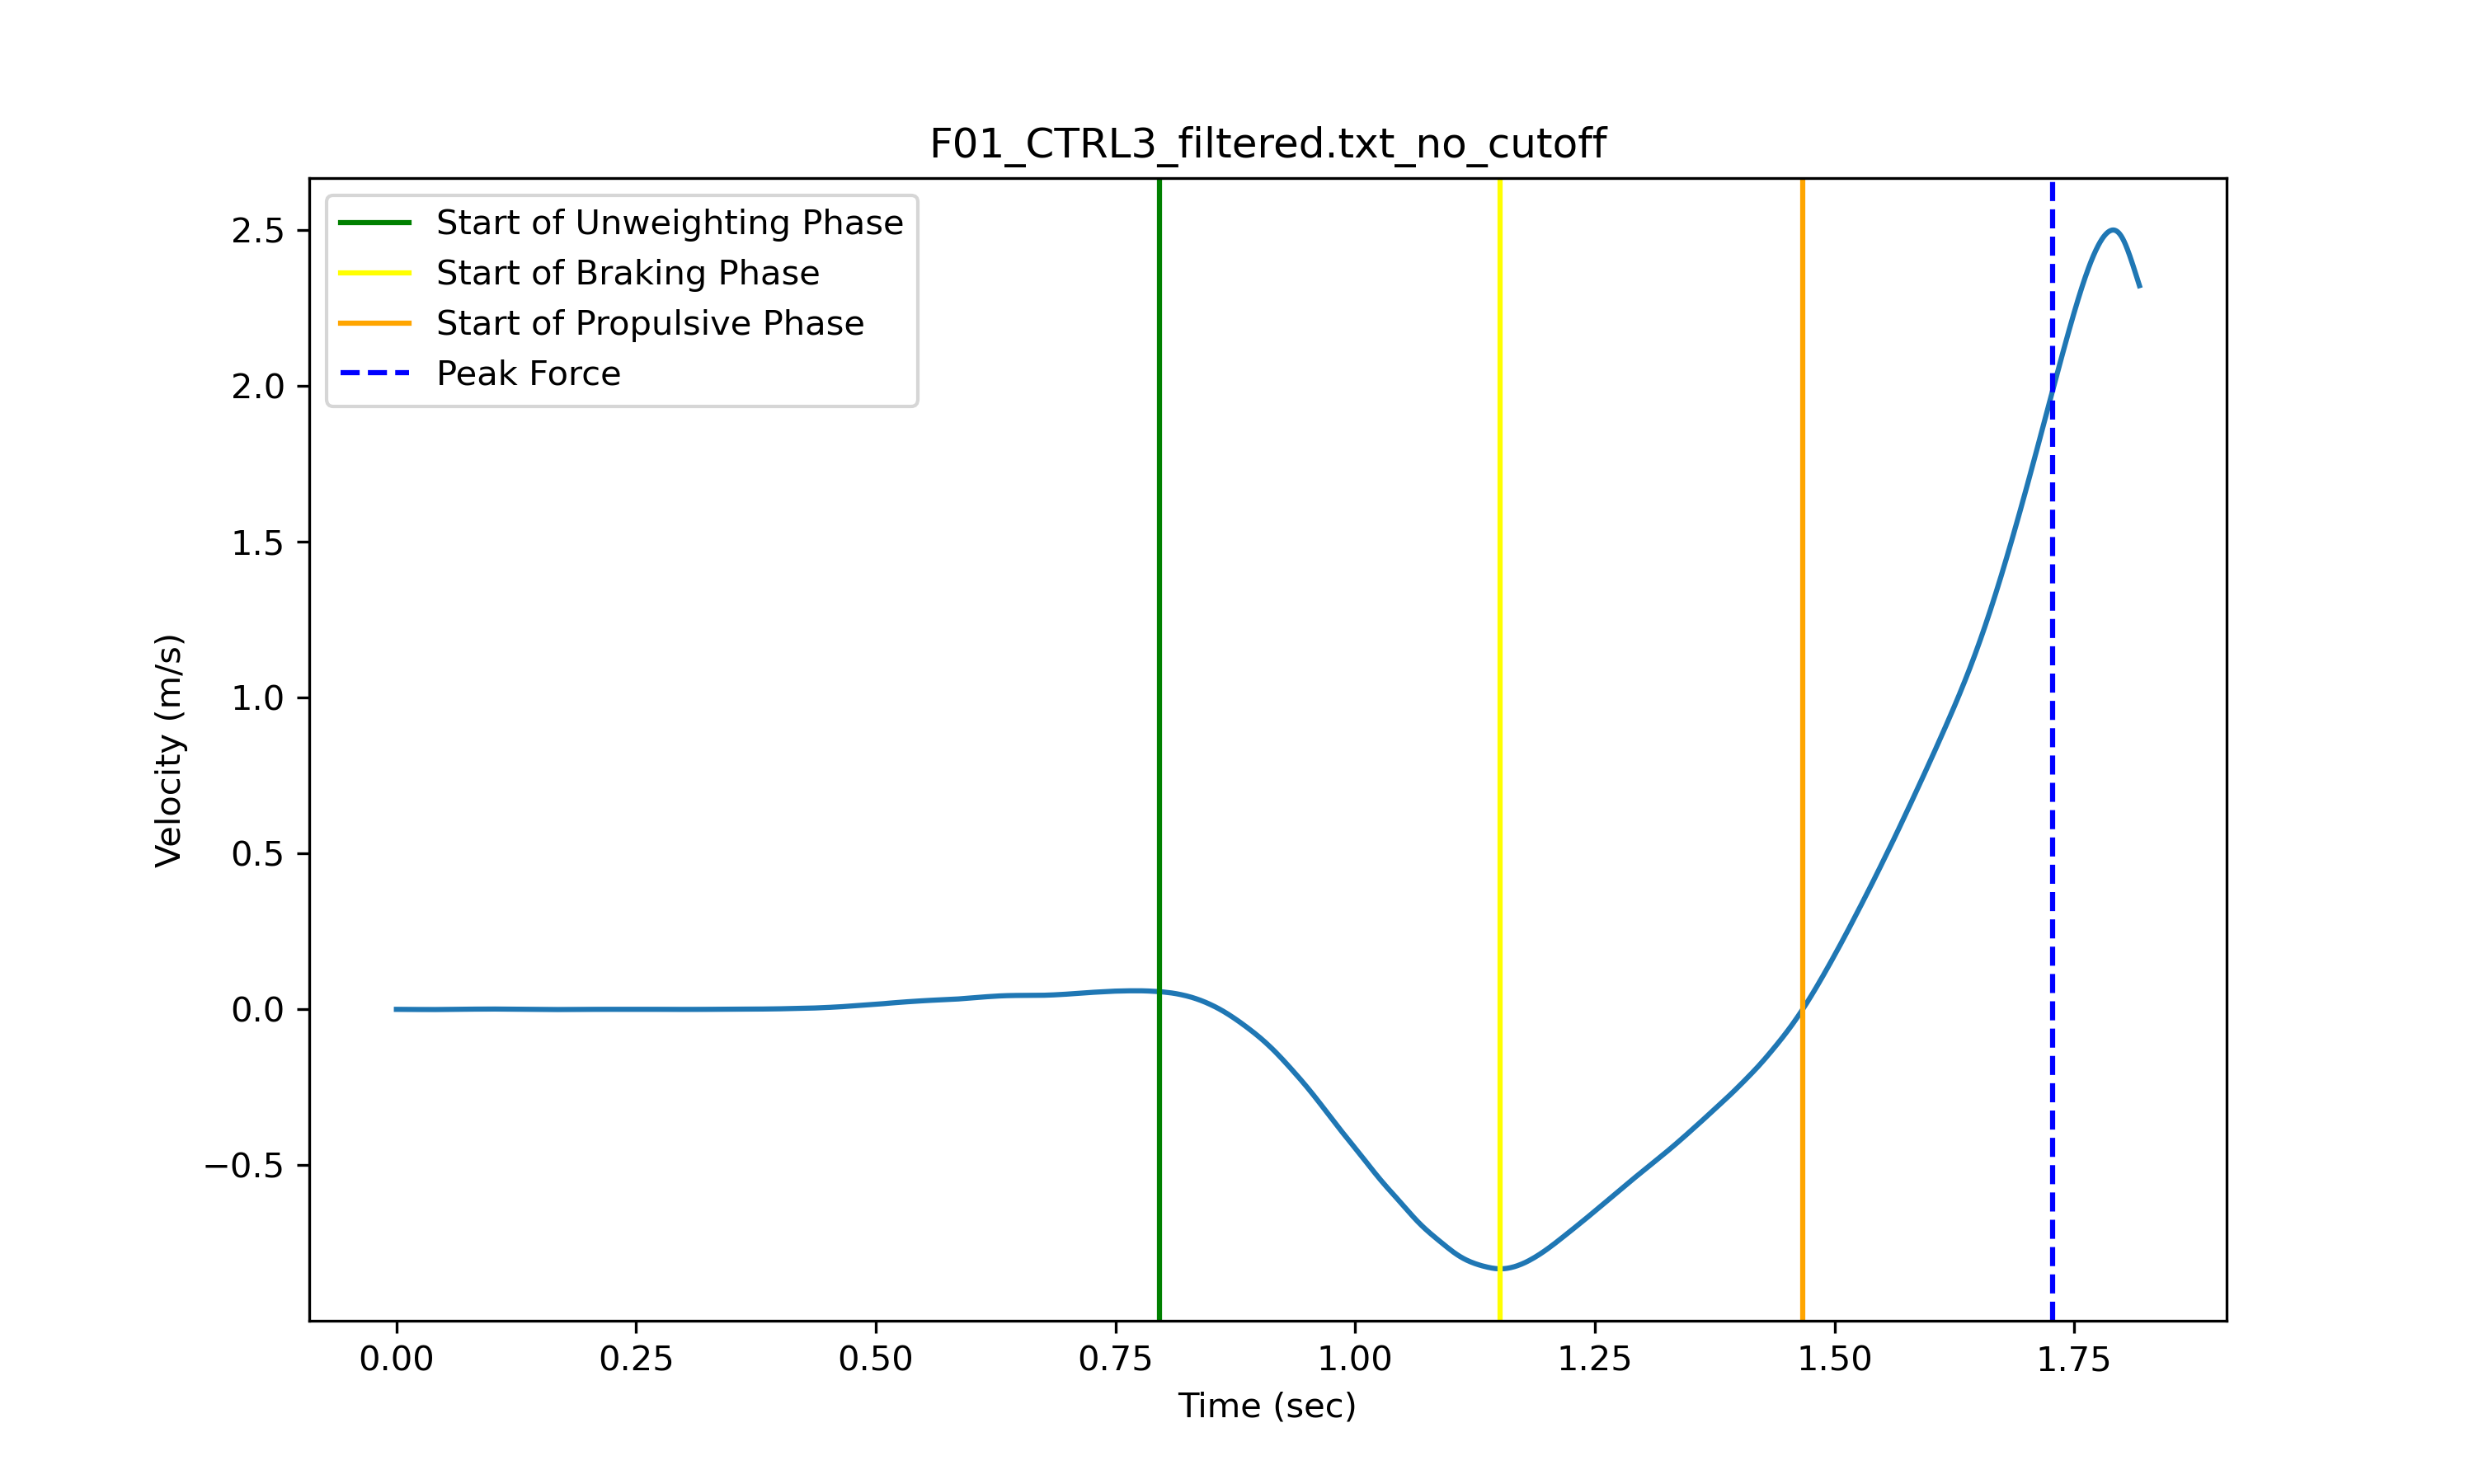 F01_CTRL3_filtered.txt_no_cutoff
Start of Unweighting Phase
Start of Braking Phase
Start of Propulsive Phase
Peak Force
2.5
2.0
1.5
1.0
0.5
0.0
−0.5
Velocity (m/s)
0.00 0.25 0.50 0.75 1.00 1.25 1.50 1.75
Time (sec)